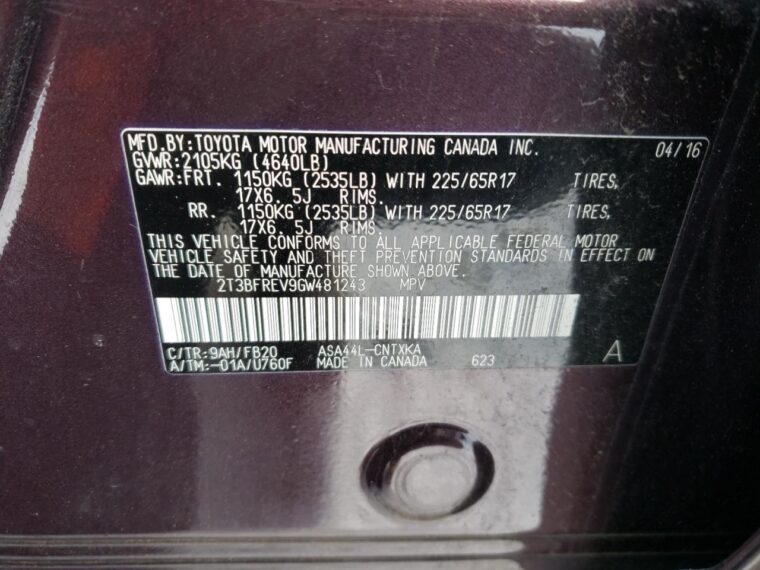 MFD. BY: TOYOTA MOTOR MANUFACTURING CANADA INC. 04/16
GVWR: 2105KG (4640LB)
GAWR: FRT. 1150KG (2535LB) WITH 225/65R17 TIRES,
17X6. 5J RIMS.
RR. 1150KG (2535LB) WITH 225/65R17 TIRES,
17X6. 5J RIMS.
THIS VEHICLE CONFORMS TO ALL APPLICABLE FEDERAL MOTOR
VEHICLE SAFETY AND THEFT PREVENTION STANDARDS IN EFFECT ON
THE DATE OF MANUFACTURE SHOWN ABOVE.
2T3BFREV9GW481243 MPV
C/TR: 9AH/FB20 ASA44L-CNTXKA
A/TM: -01A/U760F MADE IN CANADA 623 A